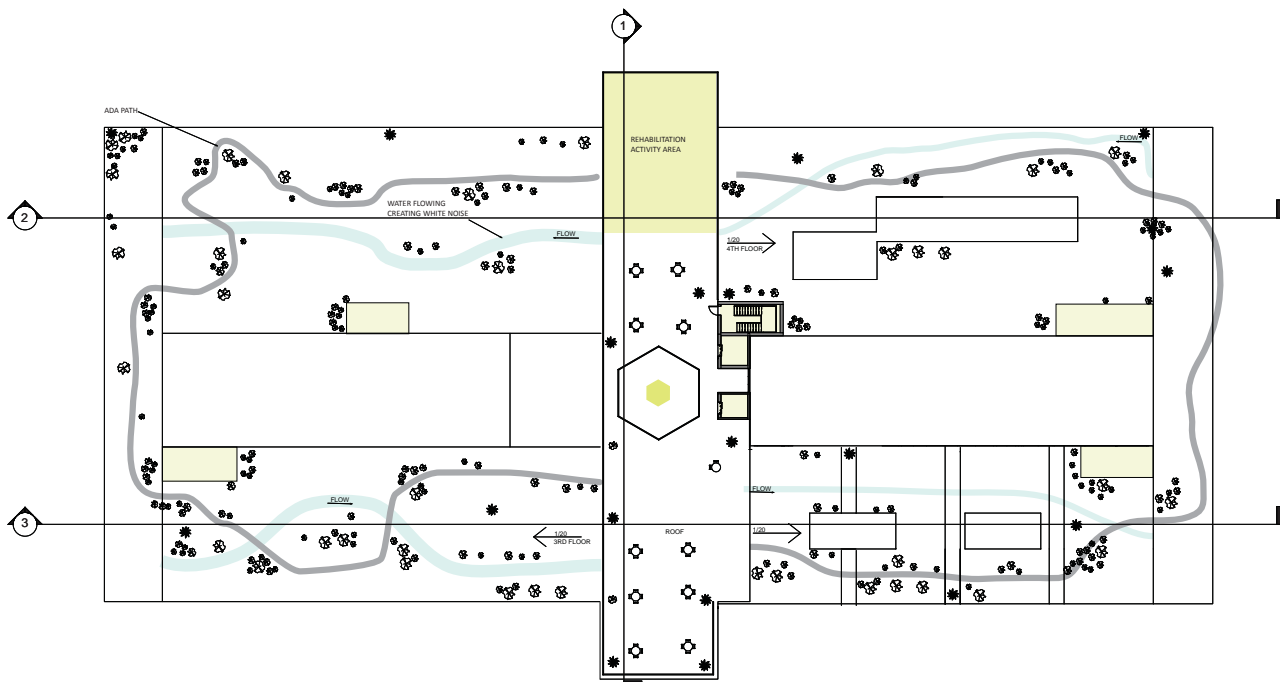 1
ADA PATH
REHABILITATION
ACTIVITY AREA
FLOW
WATER FLOWING
CREATING WHITE NOISE
2
FLOW
1/20
4TH FLOOR
FLOW
FLOW
3
1/20
3RD FLOOR
ROOF
1/20